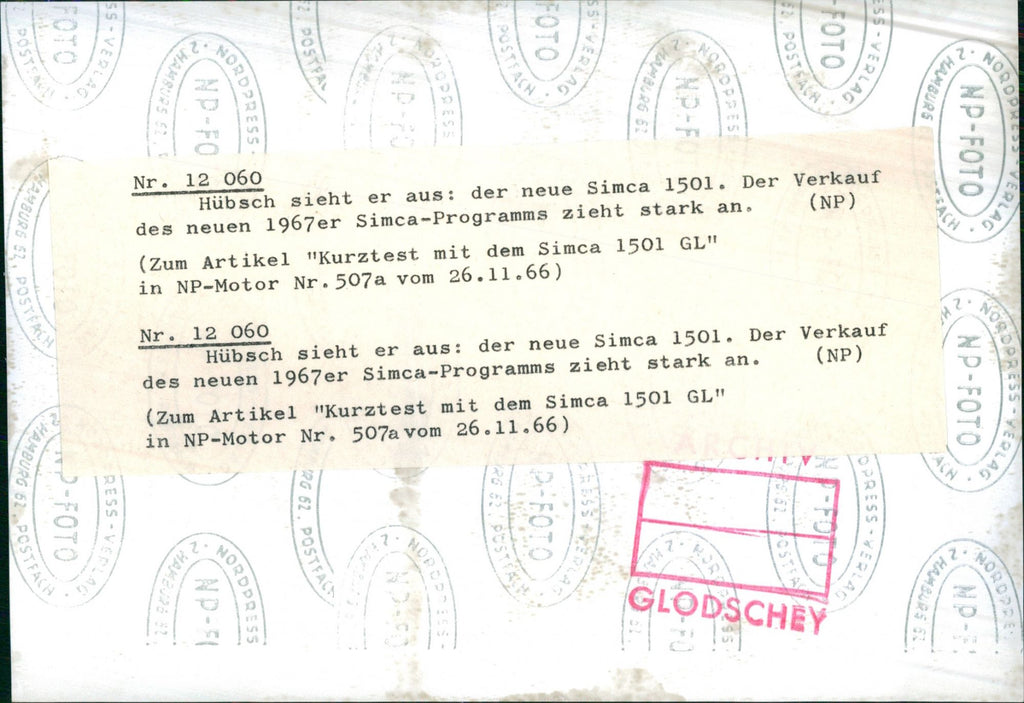 Nr. 12 060
Hübsch sieht er aus: der neue Simca 1501. Der Verkauf
des neuen 1967er Simca-Programms zieht stark an. (NP)
(Zum Artikel "Kurztest mit dem Simca 1501 GL"
in NP-Motor Nr.507a vom 26.11.66)
Nr. 12 060
Hübsch sieht er aus: der neue Simca 1501. Der Verkauf
des neuen 1967er Simca-Programms zieht stark an. (NP)
(Zum Artikel "Kurztest mit dem Simca 1501 GL"
in NP-Motor Nr. 507a vom 26.11.66)
ARCHIV
GLODSCHEY
NORDPRESS-VERLAG · 2 HAMBURG 62, POSTFACH ·
NP-FOTO